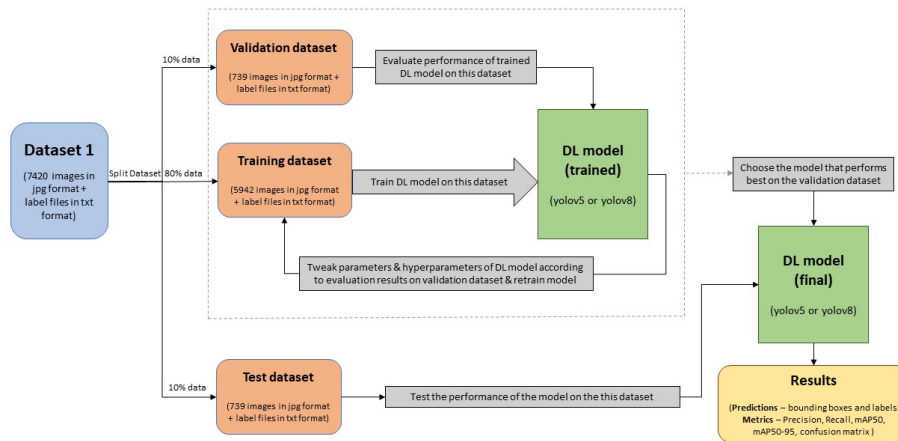 Validation dataset
10% data
(739 images in jpg format +
label files in txt format)
Evaluate performance of trained
DL model on this dataset
Dataset 1
(7420 images in
jpg format +
label files in txt
format)
Split Dataset
80% data
Training dataset
(5942 images in jpg format
+ label files in txt format)
Train DL model on this dataset
DL model
(trained)
(yolov5 or yolov8)
Choose the model that performs
best on the validation dataset
Tweak parameters & hyperparameters of DL model according
to evaluation results on validation dataset & retrain model
DL model
(final)
(yolov5 or yolov8)
10% data
Test dataset
(739 images in jpg format
+ label files in txt format)
Test the performance of the model on the this dataset
Results
(Predictions – bounding boxes and labels
Metrics – Precision, Recall, mAP50,
mAP50-95, confusion matrix )